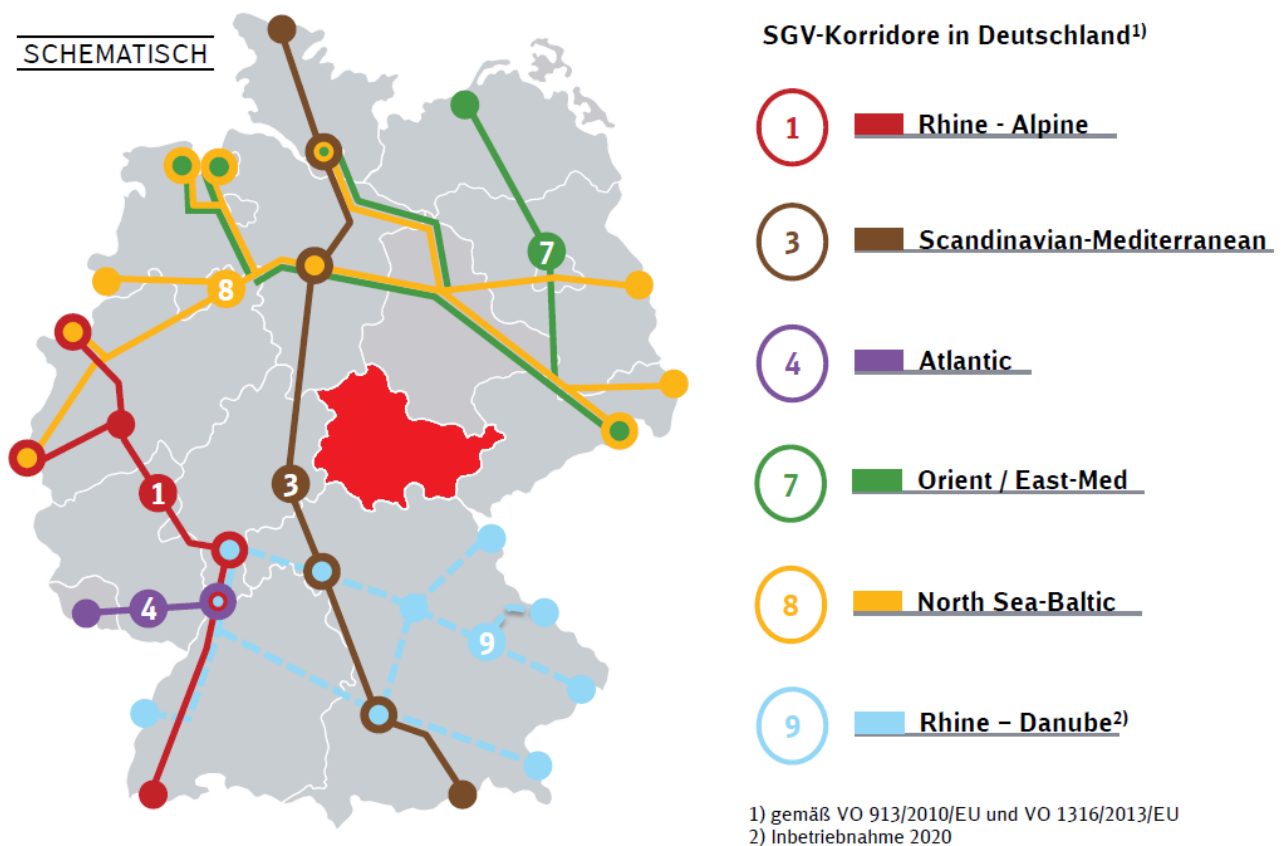 SCHEMATISCH
7
8
3
1
4
9
SGV-Korridore in Deutschland¹⁾
1 Rhine - Alpine
3 Scandinavian-Mediterranean
4 Atlantic
7 Orient / East-Med
8 North Sea-Baltic
9 Rhine – Danube²⁾
1) gemäß VO 913/2010/EU und VO 1316/2013/EU
2) Inbetriebnahme 2020